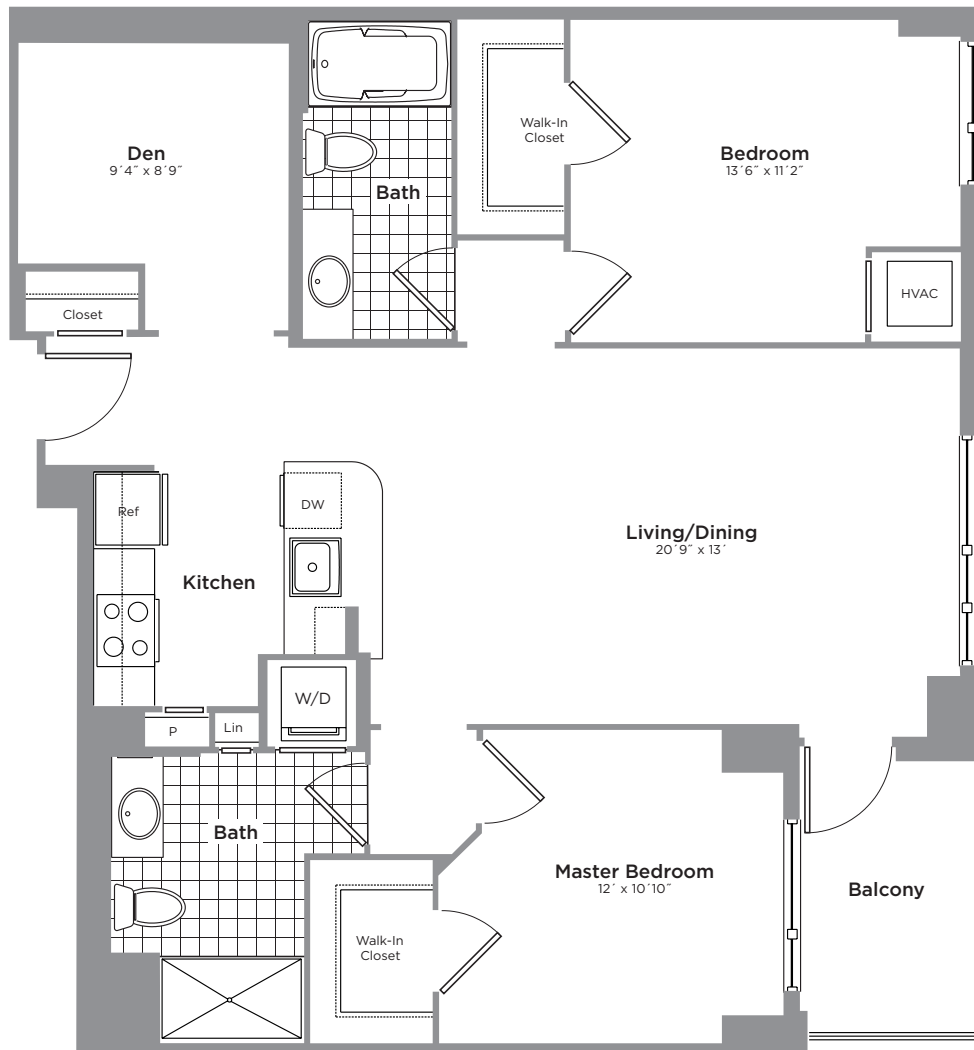 Den
9´4˝ x 8´9˝
Closet
Bath
Walk-In
Closet
Bedroom
13´6˝ x 11´2˝
HVAC
Ref
DW
Kitchen
Living/Dining
20´9˝ x 13´
W/D
P
Lin
Bath
Walk-In
Closet
Master Bedroom
12´ x 10´10˝
Balcony